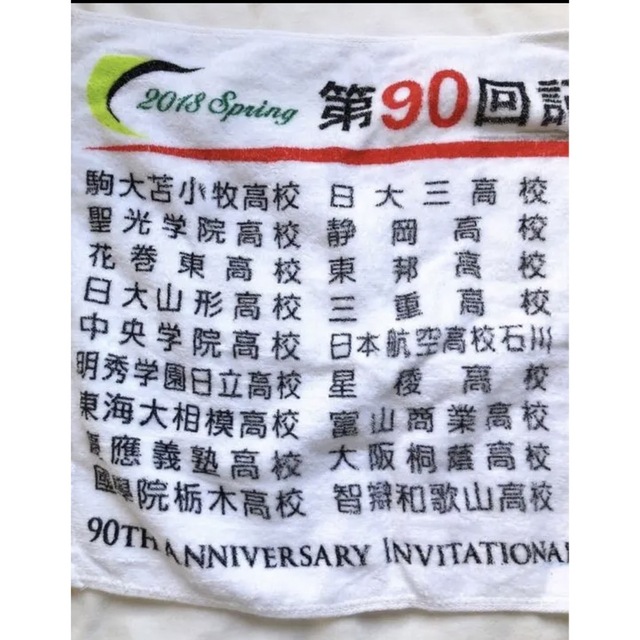 2018 Spring
第90回記
駒大苫小牧高校
聖光学院高校
花巻東高校
日大山形高校
中央学院高校
明秀学園日立高校
東海大相模高校
慶應義塾高校
國學院栃木高校
日大三高校
静岡高校
東邦高校
三重高校
日本航空高校石川
星稜高校
富山商業高校
大阪桐蔭高校
智辯和歌山高校
90TH ANNIVERSARY INVITATIONAL